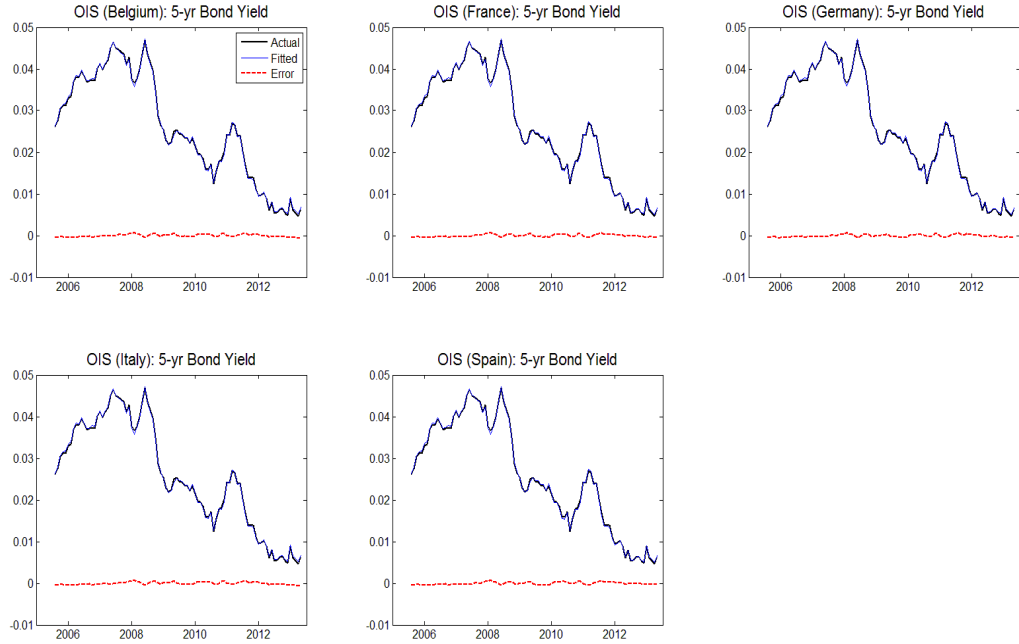 OIS (Belgium): 5-yr Bond Yield
OIS (France): 5-yr Bond Yield
OIS (Germany): 5-yr Bond Yield
0.05
0.04
0.03
0.02
0.01
0
-0.01
2006 2008 2010 2012
Actual
Fitted
Error
0.05
0.04
0.03
0.02
0.01
0
-0.01
2006 2008 2010 2012
0.05
0.04
0.03
0.02
0.01
0
-0.01
2006 2008 2010 2012
OIS (Italy): 5-yr Bond Yield
OIS (Spain): 5-yr Bond Yield
0.05
0.04
0.03
0.02
0.01
0
-0.01
2006 2008 2010 2012
0.05
0.04
0.03
0.02
0.01
0
-0.01
2006 2008 2010 2012